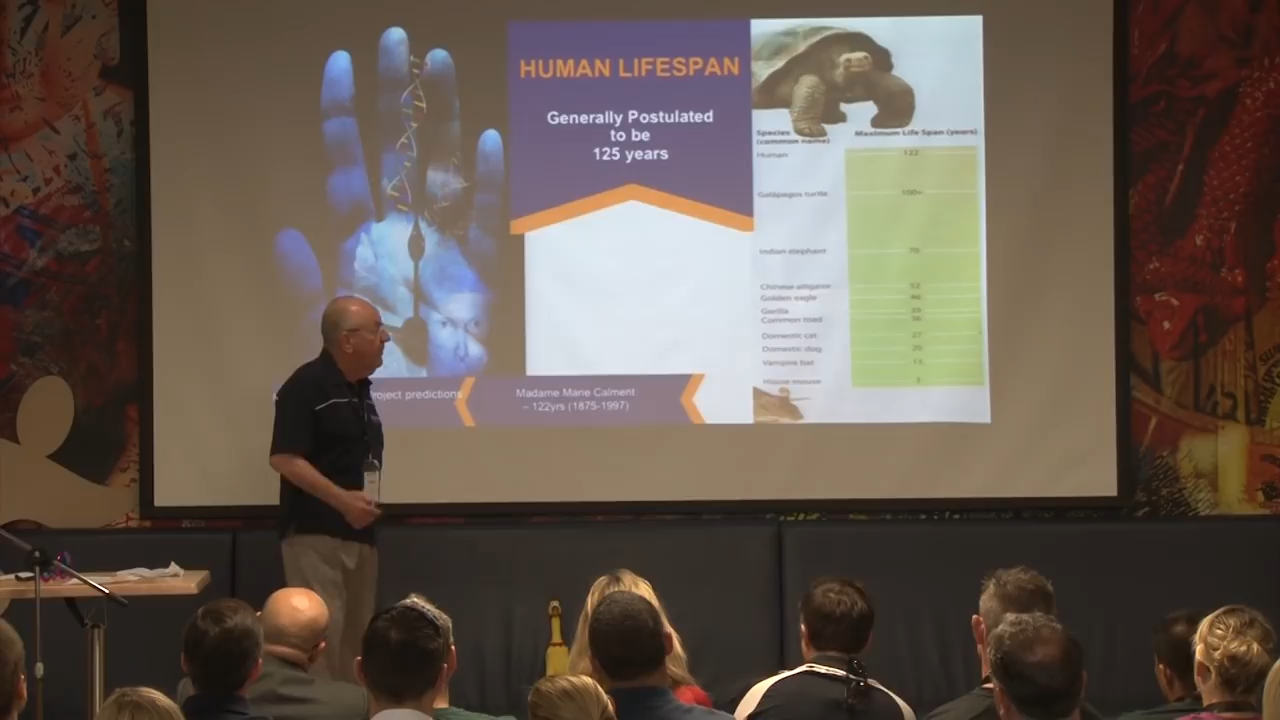 HUMAN LIFESPAN
Generally Postulated
to be
125 years
roject predictions
Madame Marie Calment
– 122yrs (1875-1997)
Species
(common name)
Maximum Life Span (years)
Human 122
Galápagos turtle 100+
Indian elephant 70
Chinese alligator 52
Golden eagle 46
Gorilla 39
Common toad 36
Domestic cat 27
Domestic dog 20
Vampire bat 13
House mouse 3